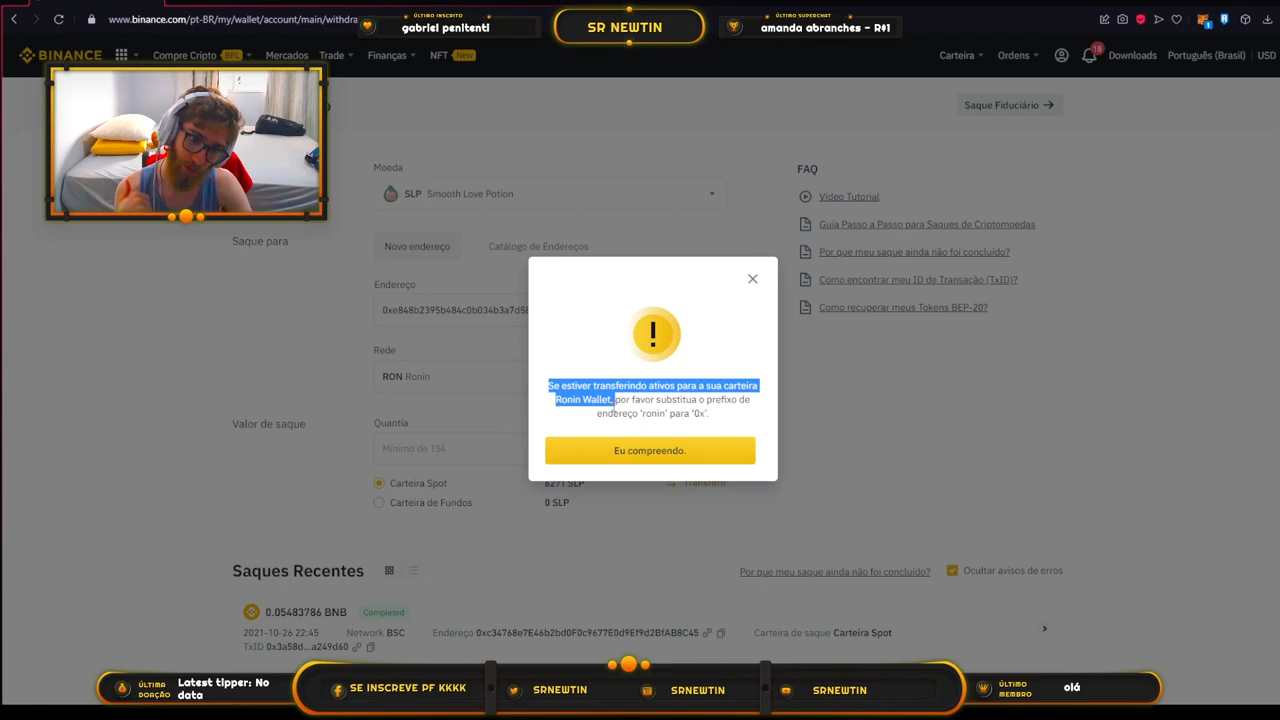 www.binance.com/pt-BR/my/wallet/account/main/withdra
ÚLTIMO INSCRITO
gabriel penitenti
SR NEWTIN
ÚLTIMO SUPERCHAT
amanda abranches - R$1
1
BINANCE
Compre Cripto BRL
Mercados
Trade
Finanças
NFT New
Carteira
Ordens
18
Downloads
Português (Brasil)
USD
Saque Fiduciário →
Moeda
SLP Smooth Love Potion
Saque para
Novo endereço
Catálogo de Endereços
Endereço
0xe848b2395b484c0b034b3a7d58
Rede
RON Ronin
Valor de saque
Quantia
Mínimo de 154
Carteira Spot
6271 SLP
Transferir
Carteira de Fundos
0 SLP
FAQ
Vídeo Tutorial
Guia Passo a Passo para Saques de Criptomoedas
Por que meu saque ainda não foi concluído?
Como encontrar meu ID de Transação (TxID)?
Como recuperar meus Tokens BEP-20?
!
Se estiver transferindo ativos para a sua carteira
Ronin Wallet, por favor substitua o prefixo de
endereço 'ronin' para '0x'.
Eu compreendo.
Saques Recentes
Por que meu saque ainda não foi concluído?
Ocultar avisos de erros
0.05483786 BNB
Completed
2021-10-26 22:45
Network BSC
Endereço 0xc34768e7E46b2bd0F0c9677E0d9Ef9d2BfAB8C45
Carteira de saque Carteira Spot
TxID 0x3a58d...a249d60
ÚLTIMA
DOAÇÃO
Latest tipper: No
data
SE INSCREVE PF KKKK
SRNEWTIN
SRNEWTIN
SRNEWTIN
ÚLTIMO
MEMBRO
olá